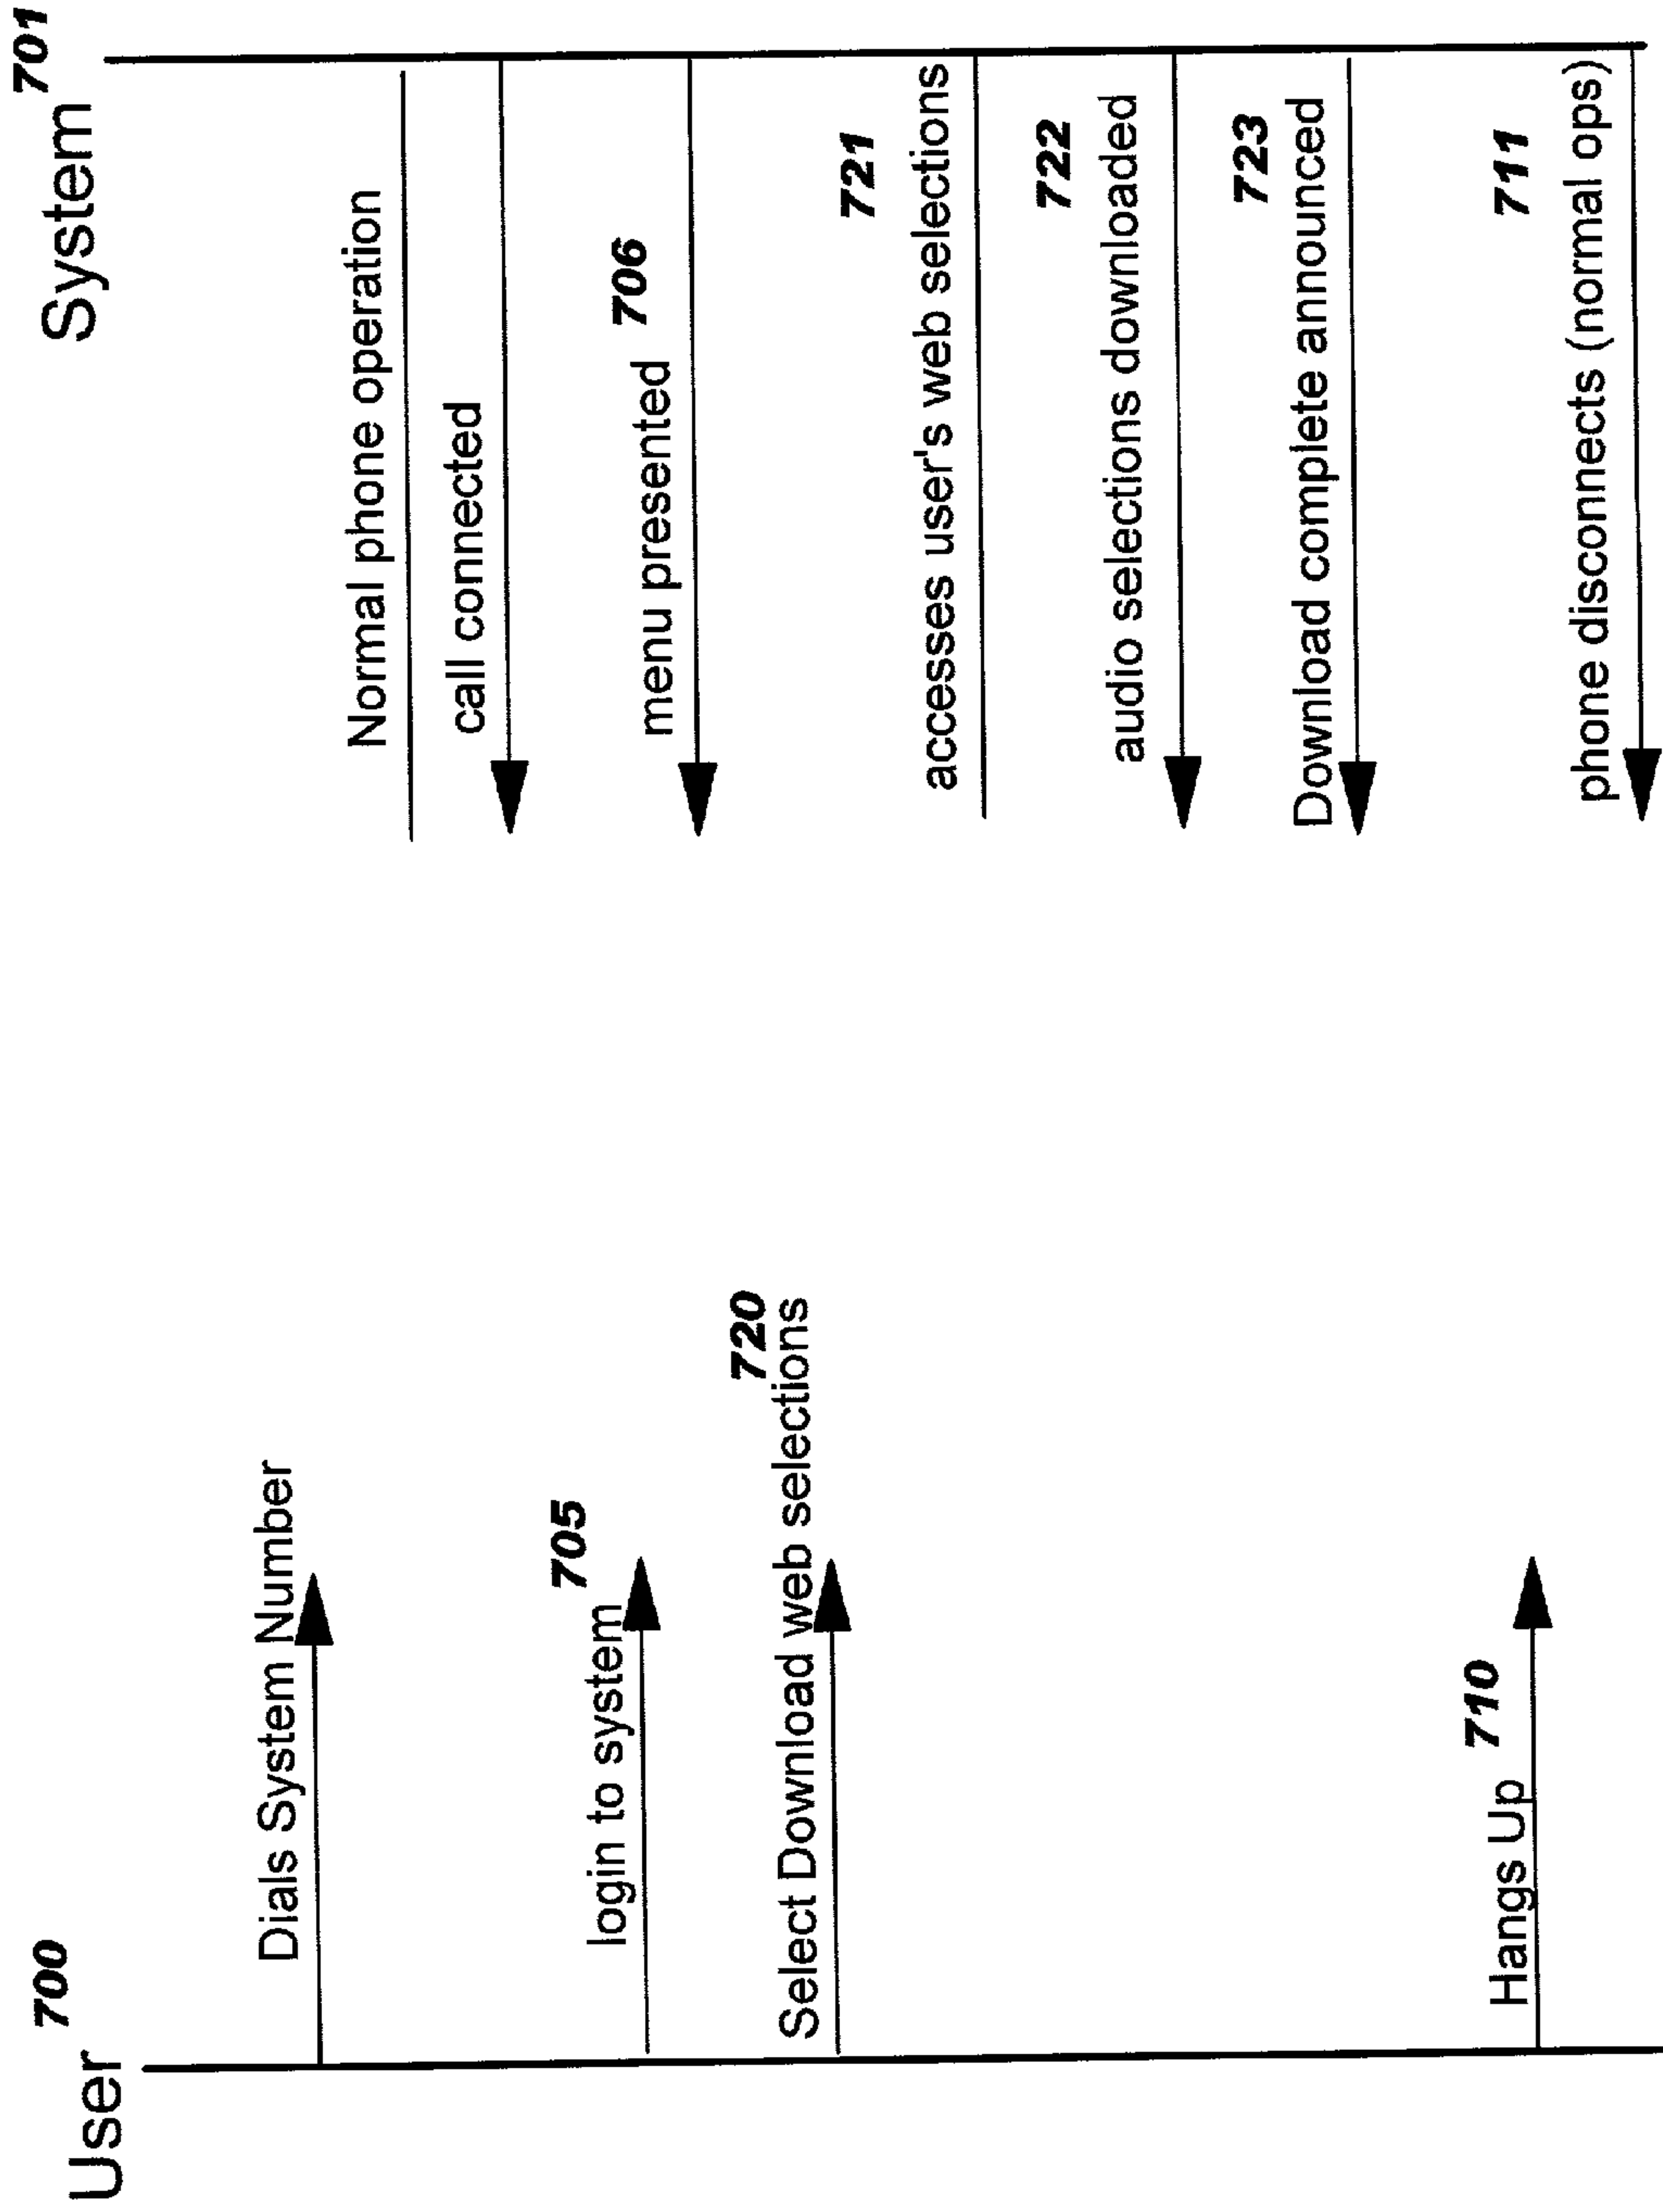 User 700
System 701
Dials System Number
Normal phone operation
call connected
705
login to system
706
menu presented
720
Select Download web selections
721
accesses user's web selections
722
audio selections downloaded
723
Download complete announced
710
Hangs Up
711
phone disconnects (normal ops)